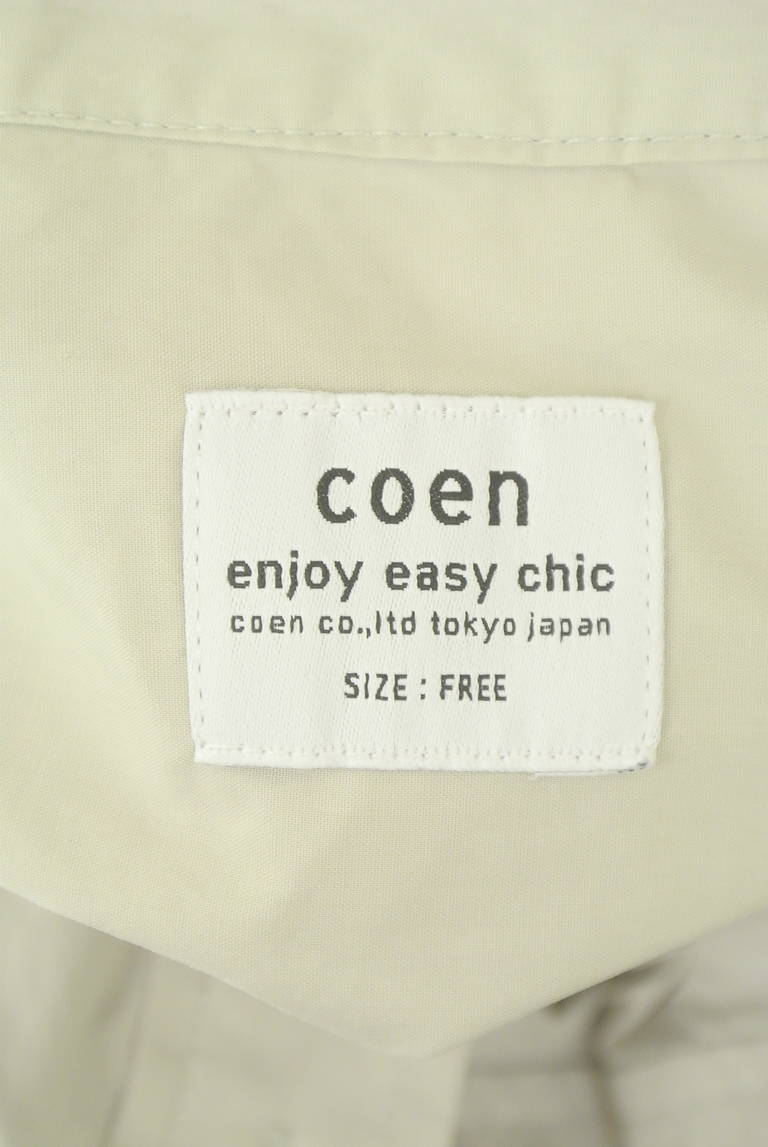 coen
enjoy easy chic
coen co.,ltd tokyo japan
SIZE : FREE